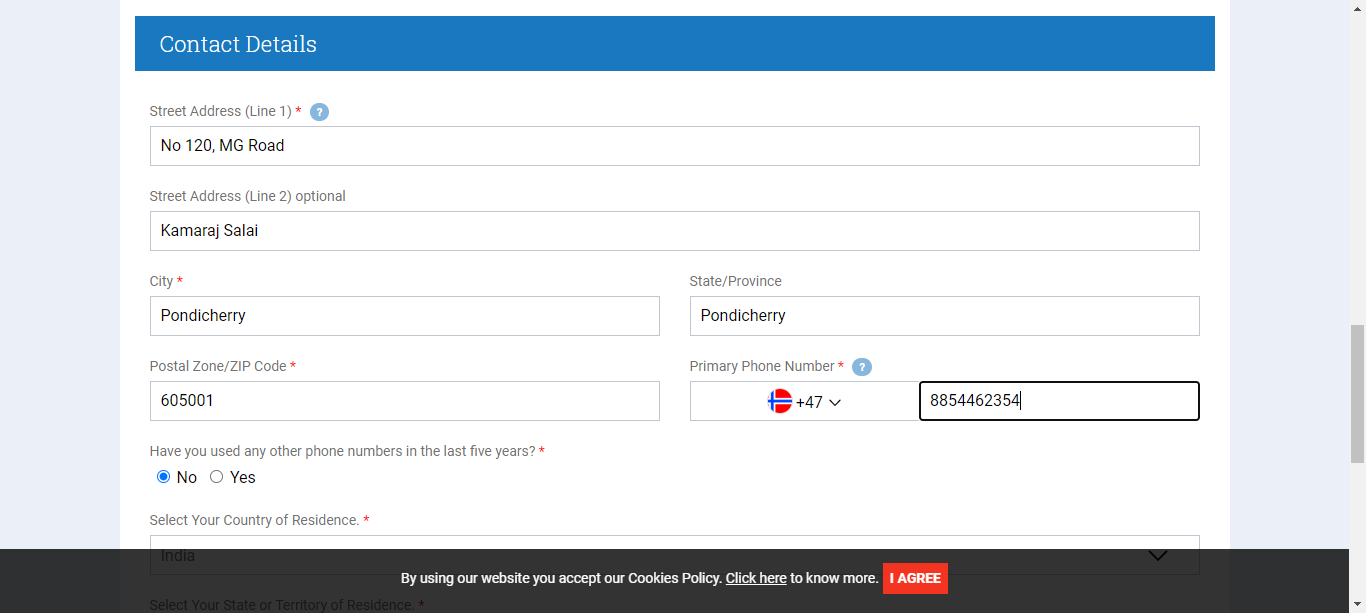 Contact Details
Street Address (Line 1) * ?
No 120, MG Road
Street Address (Line 2) optional
Kamaraj Salai
City *
State/Province
Pondicherry
Pondicherry
Postal Zone/ZIP Code *
Primary Phone Number * ?
605001
+47
8854462354
Have you used any other phone numbers in the last five years? *
No Yes
Select Your Country of Residence. *
India
By using our website you accept our Cookies Policy. Click here to know more. I AGREE
Select Your State or Territory of Residence. *